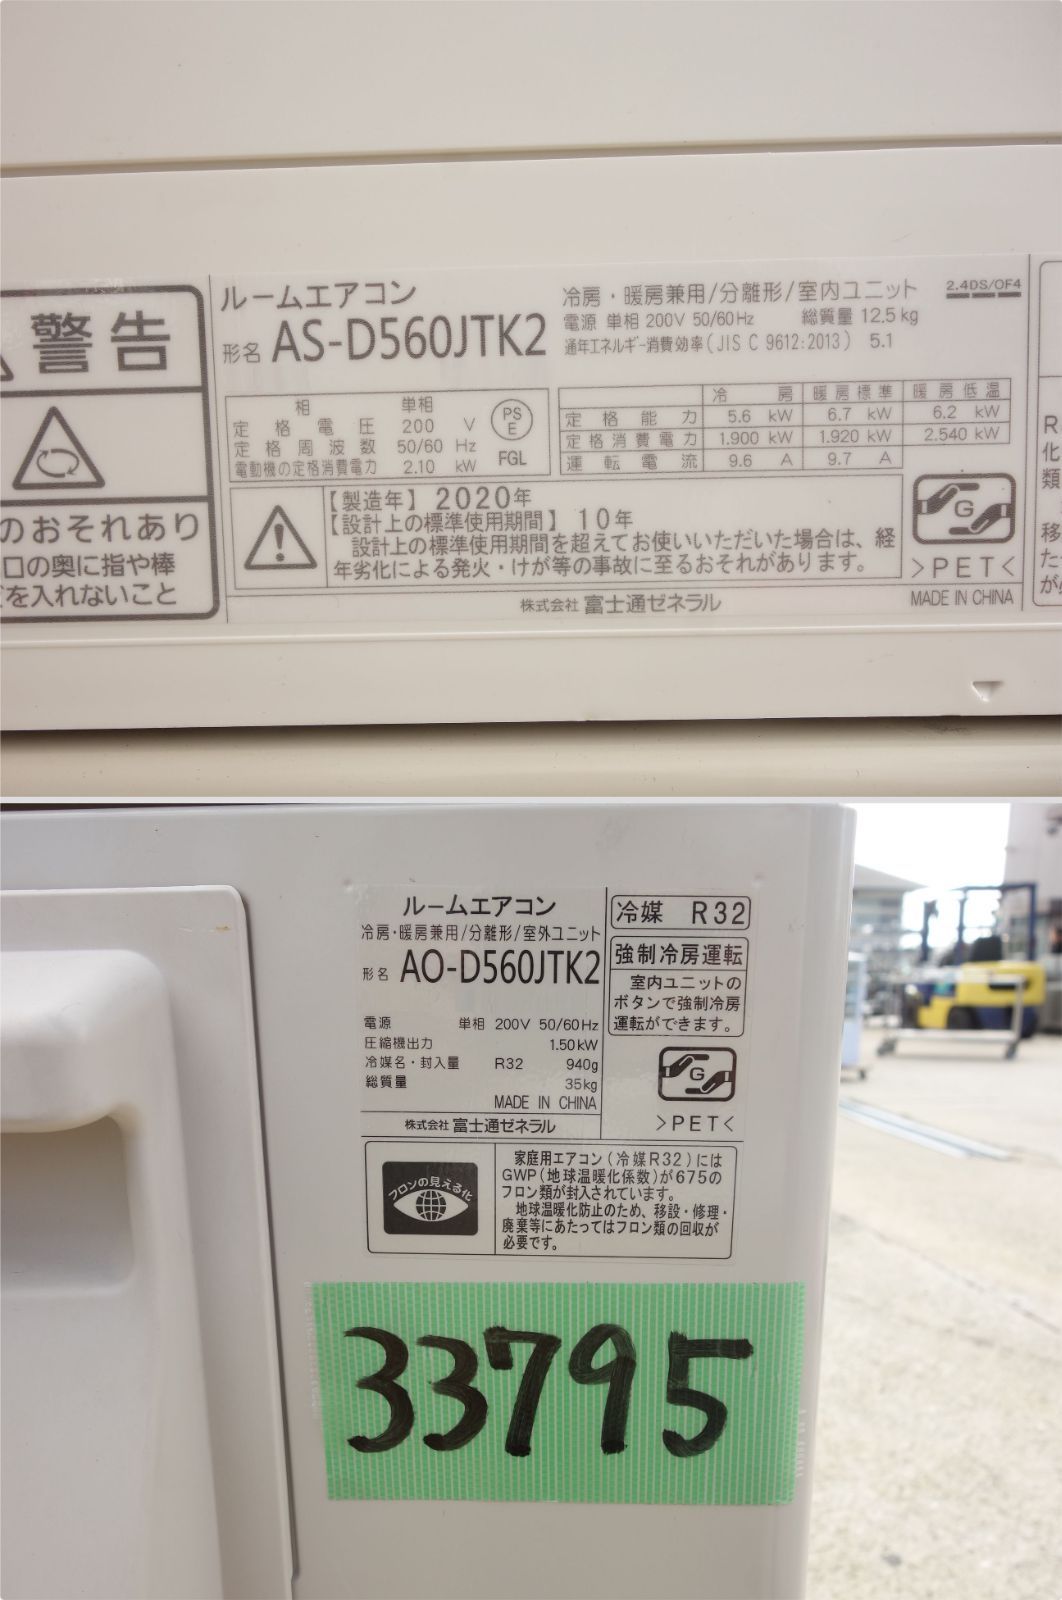 警告
のおそれあり
口の奥に指や棒
を入れないこと
ルームエアコン
形名 AS-D560JTK2
冷房・暖房兼用/分離形/室内ユニット
電源 単相 200V 50/60Hz 総質量 12.5kg
通年エネルギー消費効率(JIS C 9612:2013) 5.1
2.4DS/OF4
相 単相
定格電圧 200 V
定格周波数 50/60 Hz
電動機の定格消費電力 2.10 kW
PS
E
FGL
冷房 暖房標準 暖房低温
定格能力 5.6 kW 6.7 kW 6.2 kW
定格消費電力 1.900 kW 1.920 kW 2.540 kW
運転電流 9.6 A 9.7 A
【製造年】2020年
【設計上の標準使用期間】10年
設計上の標準使用期間を超えてお使いいただいた場合は、経
年劣化による発火・けが等の事故に至るおそれがあります。
G
>PET<
株式会社 富士通ゼネラル
MADE IN CHINA
R
化
類
移
た
が
ルームエアコン
冷房・暖房兼用/分離形/室外ユニット
形名 AO-D560JTK2
電源 単相 200V 50/60Hz
圧縮機出力 1.50kW
冷媒名・封入量 R32 940g
総質量 35kg
MADE IN CHINA
株式会社 富士通ゼネラル
冷媒 R32
強制冷房運転
室内ユニットの
ボタンで強制冷房
運転ができます。
G
>PET<
フロンの見える化
家庭用エアコン(冷媒R32)には
GWP(地球温暖化係数)が675の
フロン類が封入されています。
地球温暖化防止のため、移設・修理・
廃棄等にあたってはフロン類の回収が
必要です。
33795